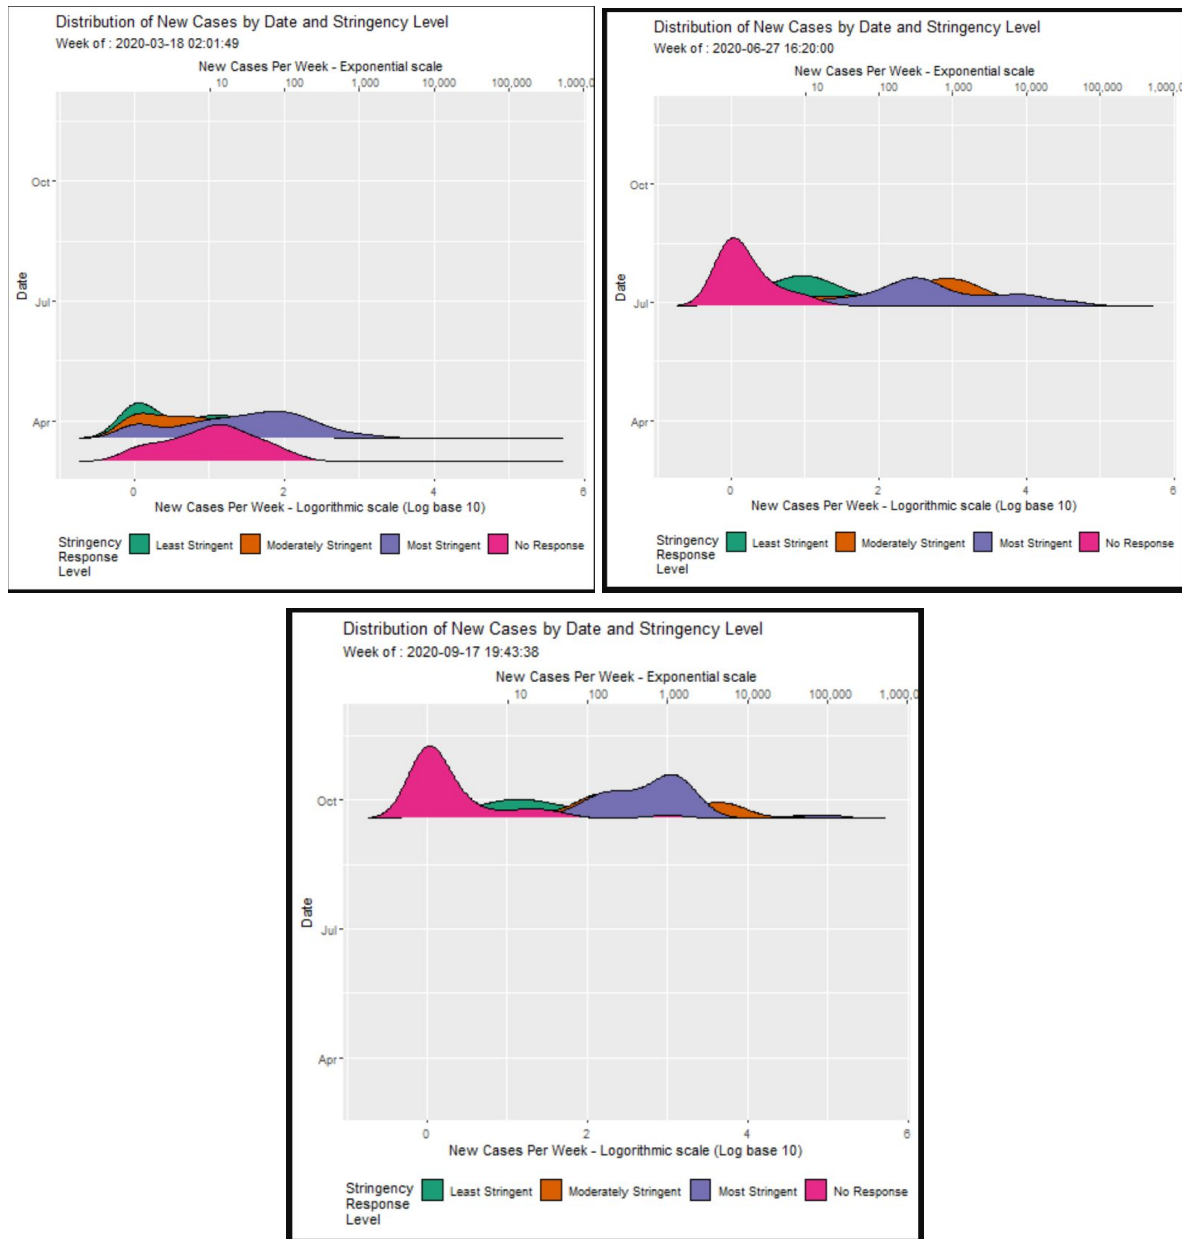 Distribution of New Cases by Date and Stringency Level
Week of : 2020-03-18 02:01:49
New Cases Per Week - Exponential scale
10 100 1,000 10,000 100,000 1,000,0
Oct
Jul
Apr
Date
0 2 4 6
New Cases Per Week - Logorithmic scale (Log base 10)
Stringency
Response
Level
Least Stringent Moderately Stringent Most Stringent No Response
Distribution of New Cases by Date and Stringency Level
Week of : 2020-06-27 16:20:00
New Cases Per Week - Exponential scale
10 100 1,000 10,000 100,000 1,000,0
Oct
Jul
Apr
Date
0 2 4 6
New Cases Per Week - Logorithmic scale (Log base 10)
Stringency
Response
Level
Least Stringent Moderately Stringent Most Stringent No Response
Distribution of New Cases by Date and Stringency Level
Week of : 2020-09-17 19:43:38
New Cases Per Week - Exponential scale
10 100 1,000 10,000 100,000 1,000,0
Oct
Jul
Apr
Date
0 2 4 6
New Cases Per Week - Logorithmic scale (Log base 10)
Stringency
Response
Level
Least Stringent Moderately Stringent Most Stringent No Response